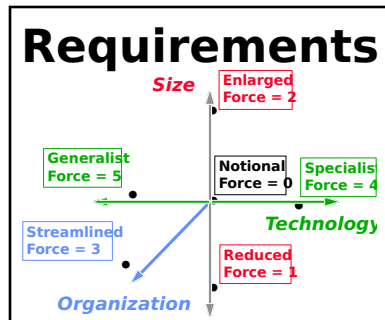 Requirements
Size
Enlarged
Force = 2
Generalist
Force = 5
Notional
Force = 0
Specialist
Force = 4
Technology
Streamlined
Force = 3
Reduced
Force = 1
Organization